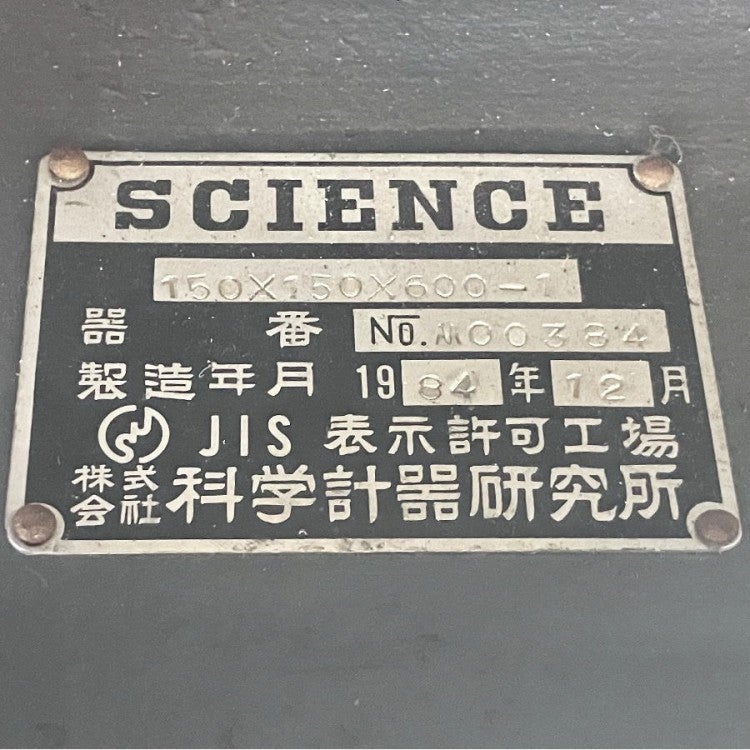 SCIENCE
150X150X600-1
器番 No. M00384
製造年月 1984年12月
JIS 表示許可工場
株式会社 科学計器研究所